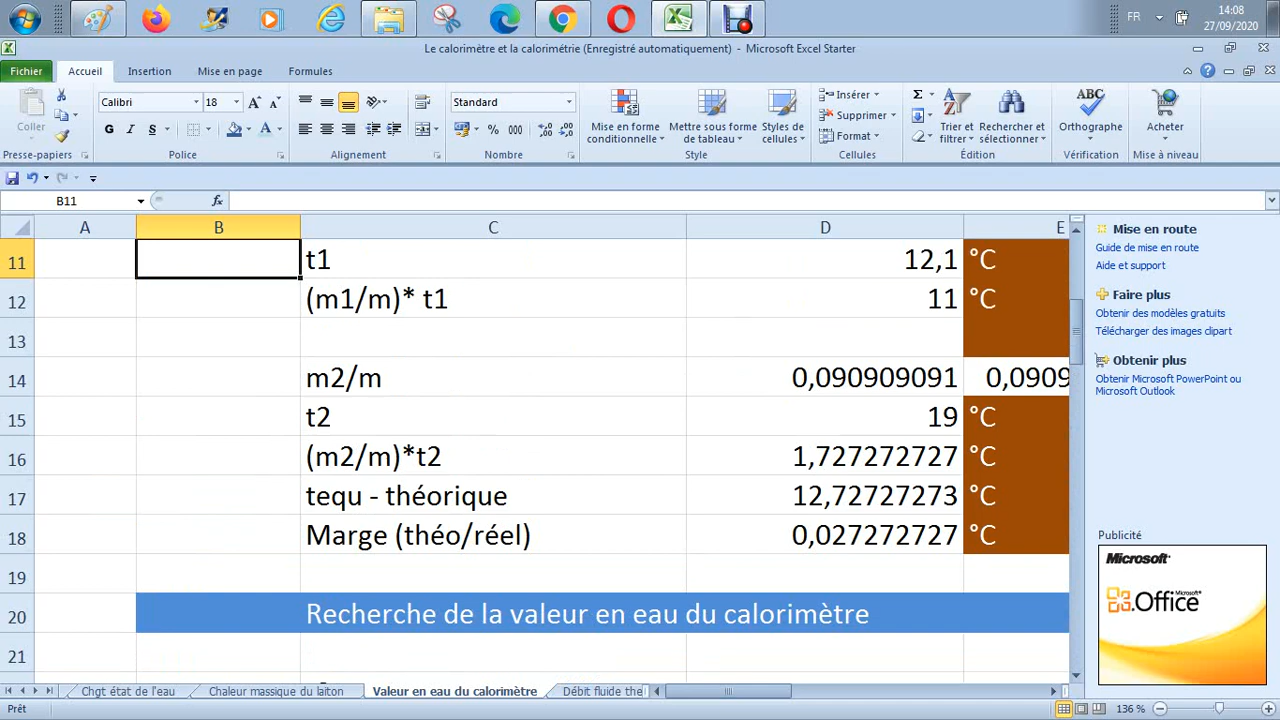 FR
14:08
27/09/2020
Le calorimètre et la calorimétrie (Enregistré automatiquement) - Microsoft Excel Starter
Fichier
Accueil
Insertion
Mise en page
Formules
Coller
Calibri
18
G I S
Standard
% 000
Mise en forme
conditionnelle
Mettre sous forme
de tableau
Styles de
cellules
Insérer
Supprimer
Format
Σ
Trier et
filtrer
Rechercher et
sélectionner
ABC
Orthographe
Acheter
Presse-papiers
Police
Alignement
Nombre
Style
Cellules
Édition
Vérification
Mise à niveau
B11
fx
A B C D E
11 t1 12,1 °C
12 (m1/m)* t1 11 °C
13
14 m2/m 0,090909091 0,0909
15 t2 19 °C
16 (m2/m)*t2 1,727272727 °C
17 tequ - théorique 12,72727273 °C
18 Marge (théo/réel) 0,027272727 °C
19
20 Recherche de la valeur en eau du calorimètre
21
Mise en route
Guide de mise en route
Aide et support
Faire plus
Obtenir des modèles gratuits
Télécharger des images clipart
Obtenir plus
Obtenir Microsoft PowerPoint ou
Microsoft Outlook
Publicité
Microsoft
Office
Chgt état de l'eau
Chaleur massique du laiton
Valeur en eau du calorimètre
Débit fluide the
Prêt
136 %